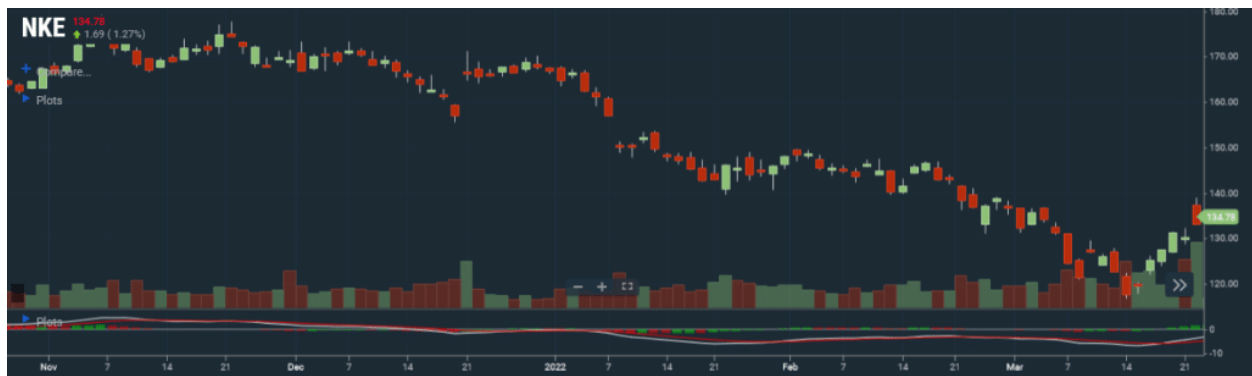 NKE 134.78
1.69 (1.27%)
Compare...
Plots
180.00
170.00
160.00
150.00
140.00
134.78
130.00
120.00
Plots
0
-10
Nov 7 14 21 Dec 7 14 21 2022 7 14 21 Feb 7 14 21 Mar 7 14 21